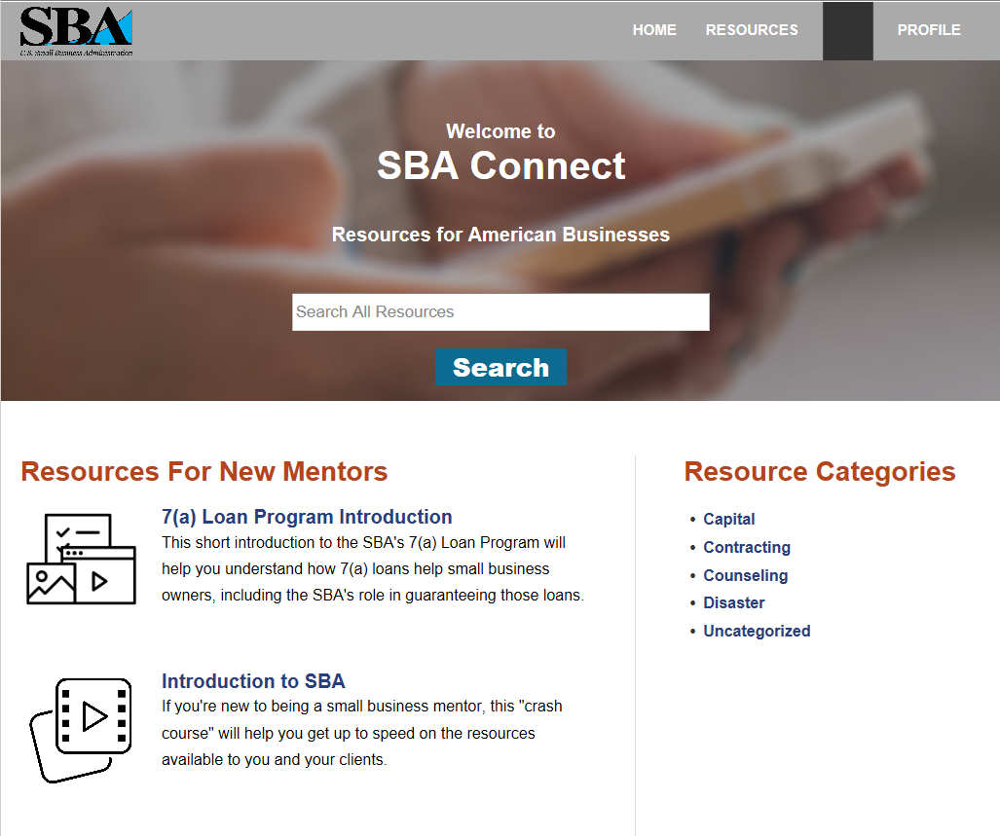 SBA
U.S. Small Business Administration
HOME
RESOURCES
PROFILE
Welcome to
SBA Connect
Resources for American Businesses
Search All Resources
Search
Resources For New Mentors
7(a) Loan Program Introduction
This short introduction to the SBA's 7(a) Loan Program will
help you understand how 7(a) loans help small business
owners, including the SBA's role in guaranteeing those loans.
Introduction to SBA
If you're new to being a small business mentor, this "crash
course" will help you get up to speed on the resources
available to you and your clients.
Resource Categories
• Capital
• Contracting
• Counseling
• Disaster
• Uncategorized